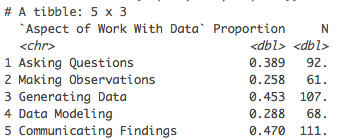 # A tibble: 5 x 3
`Aspect of Work With Data` Proportion N
<chr> <dbl> <dbl>
1 Asking Questions 0.389 92.
2 Making Observations 0.258 61.
3 Generating Data 0.453 107.
4 Data Modeling 0.288 68.
5 Communicating Findings 0.470 111.